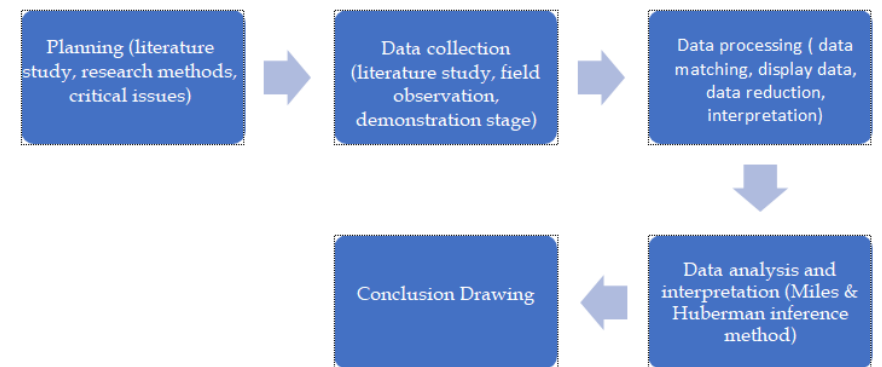 Planning (literature
study, research methods,
critical issues)
Data collection
(literature study, field
observation,
demonstration stage)
Data processing ( data
matching, display data,
data reduction,
interpretation)
Data analysis and
interpretation (Miles &
Huberman inference
method)
Conclusion Drawing